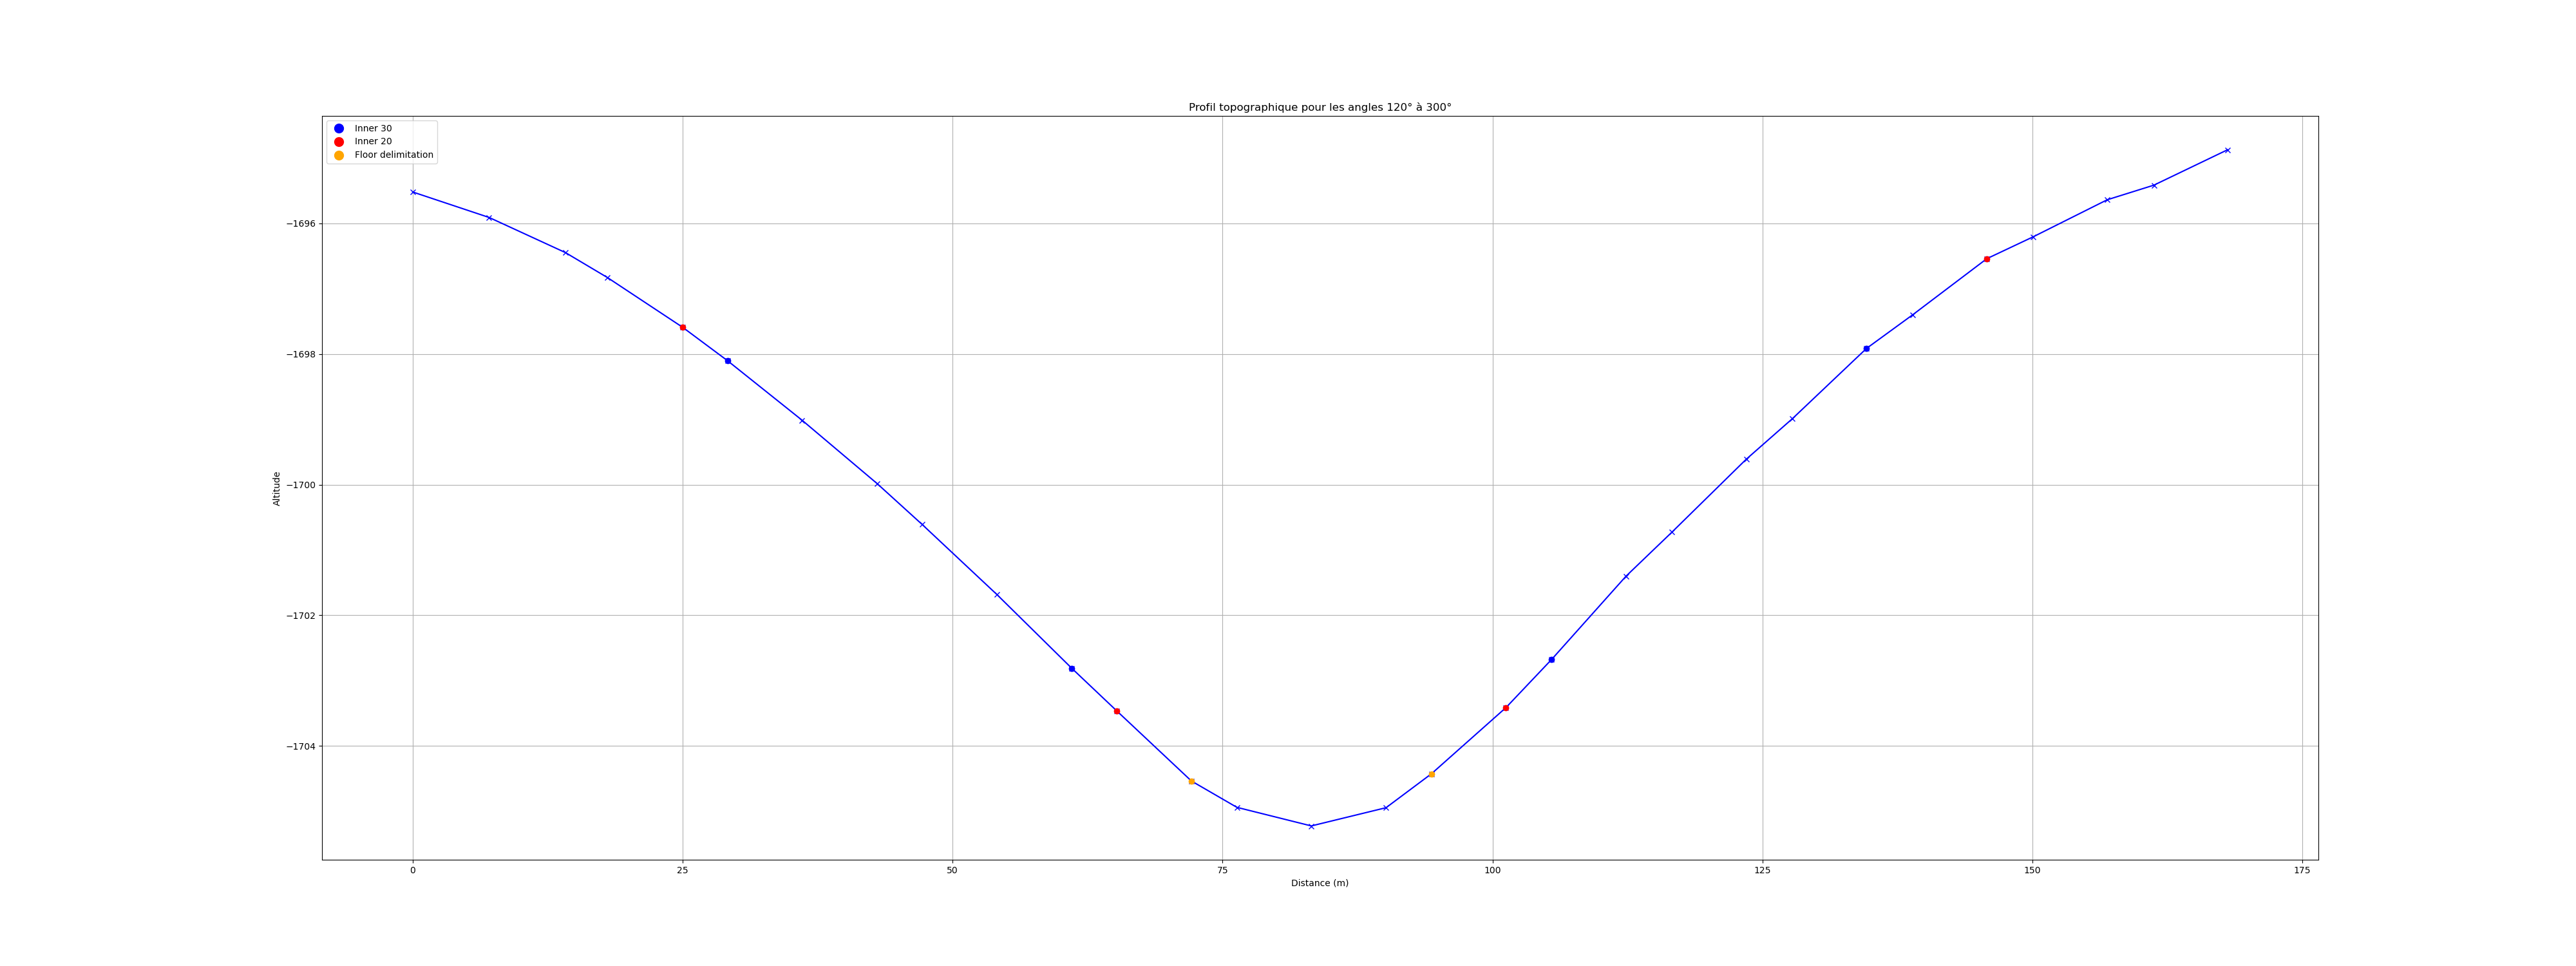 Profil topographique pour les angles 120° à 300°
Inner 30
Inner 20
Floor delimitation
Altitude
−1696
−1698
−1700
−1702
−1704
0 25 50 75 100 125 150 175
Distance (m)